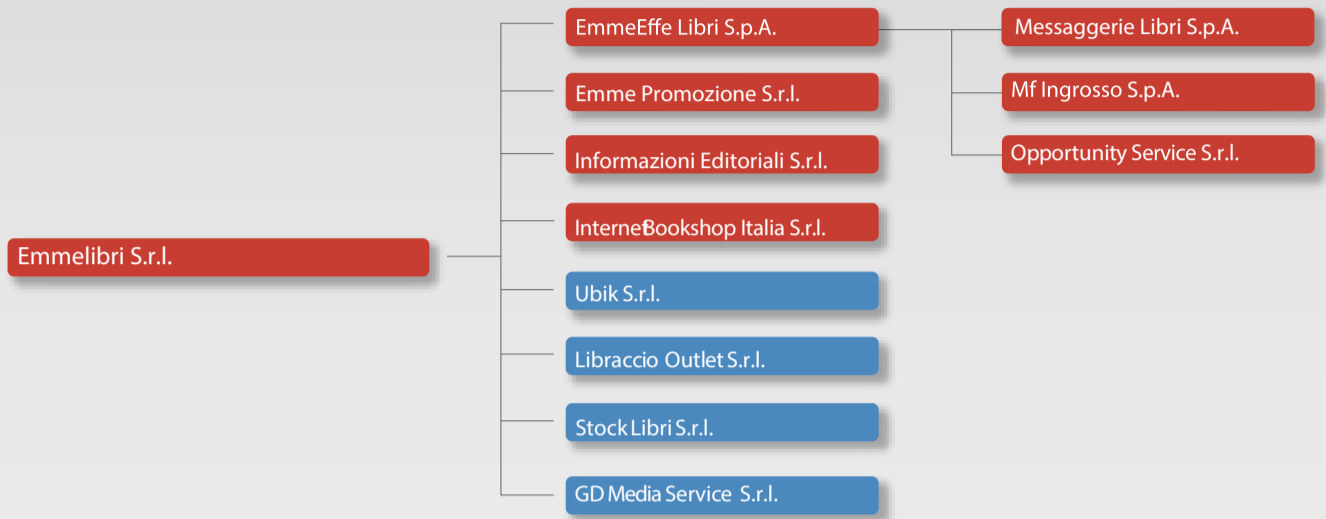 EmmeEffe Libri S.p.A.
Messaggerie Libri S.p.A.
Emme Promozione S.r.l.
Mf Ingrosso S.p.A.
Informazioni Editoriali S.r.l.
Opportunity Service S.r.l.
InternetBookshop Italia S.r.l.
Emmelibri S.r.l.
Ubik S.r.l.
Libraccio Outlet S.r.l.
Stock Libri S.r.l.
GD Media Service S.r.l.